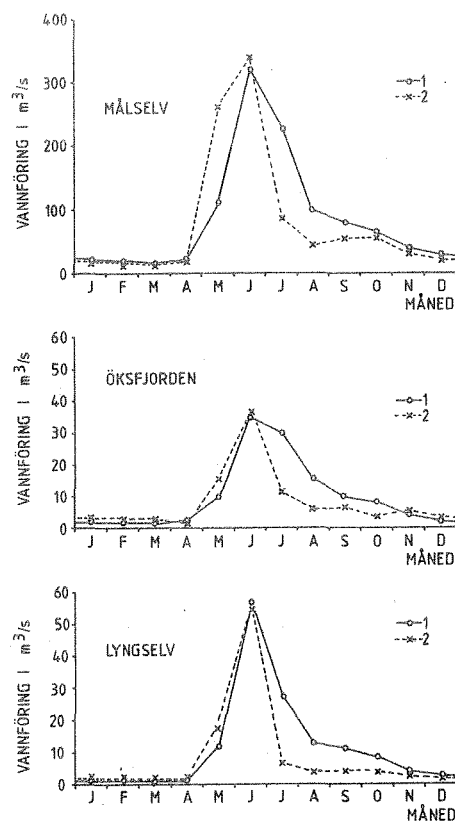 400
300
200
100
0
VANNFÖRING I m³/s
MÅLSELV
1
2
J F M A M J J A S O N D
MÅNED
60
50
40
30
20
10
0
VANNFÖRING I m³/s
ÖKSFJORDEN
1
2
J F M A M J J A S O N D
MÅNED
60
50
40
30
20
10
0
VANNFÖRING I m³/s
LYNGSELV
1
2
J F M A M J J A S O N D
MÅNED